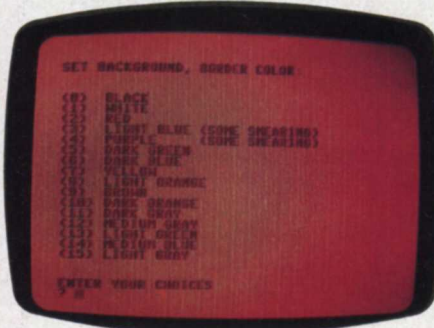 SET BACKGROUND, BORDER COLOR:
(0) BLACK
(1) WHITE
(2) RED
(3) LIGHT BLUE (SOME SMEARING)
(4) PURPLE (SOME SMEARING)
(5) DARK GREEN
(6) DARK BLUE
(7) YELLOW
(8) LIGHT ORANGE
(9) BROWN
(10) DARK ORANGE
(11) DARK GRAY
(12) MEDIUM GRAY
(13) LIGHT GREEN
(14) MEDIUM BLUE
(15) LIGHT GRAY
ENTER YOUR CHOICES
?